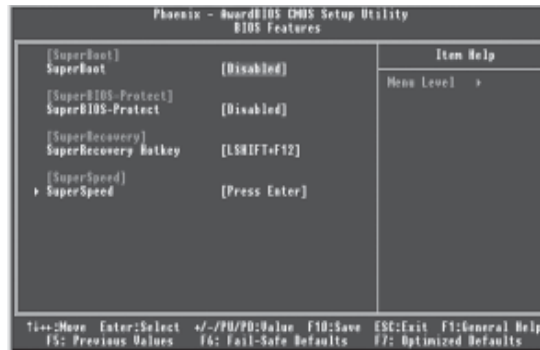 Phoenix - AwardBIOS CMOS Setup Utility
BIOS Features
[SuperBoot]
SuperBoot [Disabled]
[SuperBIOS-Protect]
SuperBIOS-Protect [Disabled]
[SuperRecovery]
SuperRecovery Hotkey [LSHIFT+F12]
[SuperSpeed]
▸ SuperSpeed [Press Enter]
Item Help
Menu Level ▸
↑↓←→:Move Enter:Select +/-/PU/PD:Value F10:Save ESC:Exit F1:General Help
F5: Previous Values F6: Fail-Safe Defaults F7: Optimized Defaults